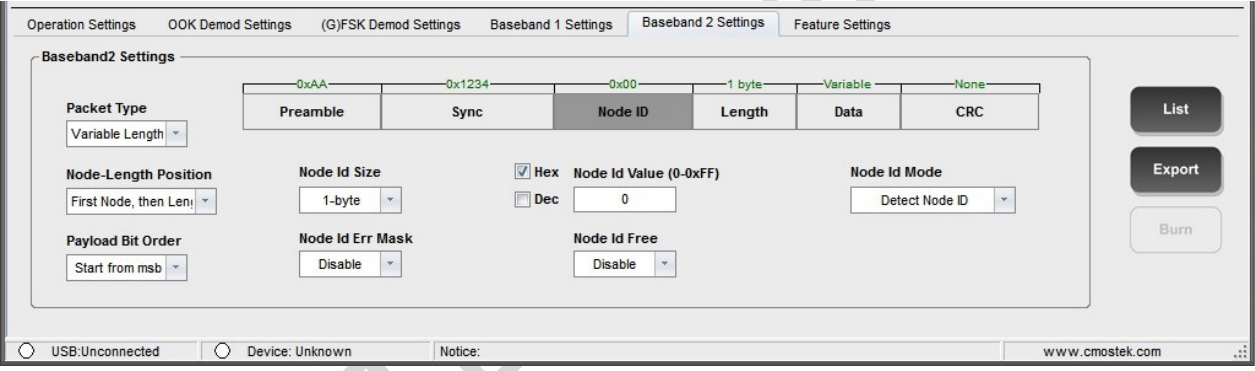 Operation Settings OOK Demod Settings (G)FSK Demod Settings Baseband 1 Settings Baseband 2 Settings Feature Settings
Baseband2 Settings
0xAA 0x1234 0x00 1 byte Variable None
Preamble Sync Node ID Length Data CRC
Packet Type
Variable Length
List
Node-Length Position Node Id Size Hex Node Id Value (0-0xFF) Node Id Mode
Export
First Node, then Len 1-byte Dec 0 Detect Node ID
Payload Bit Order Node Id Err Mask Node Id Free
Burn
Start from msb Disable Disable
USB:Unconnected Device: Unknown Notice: www.cmostek.com